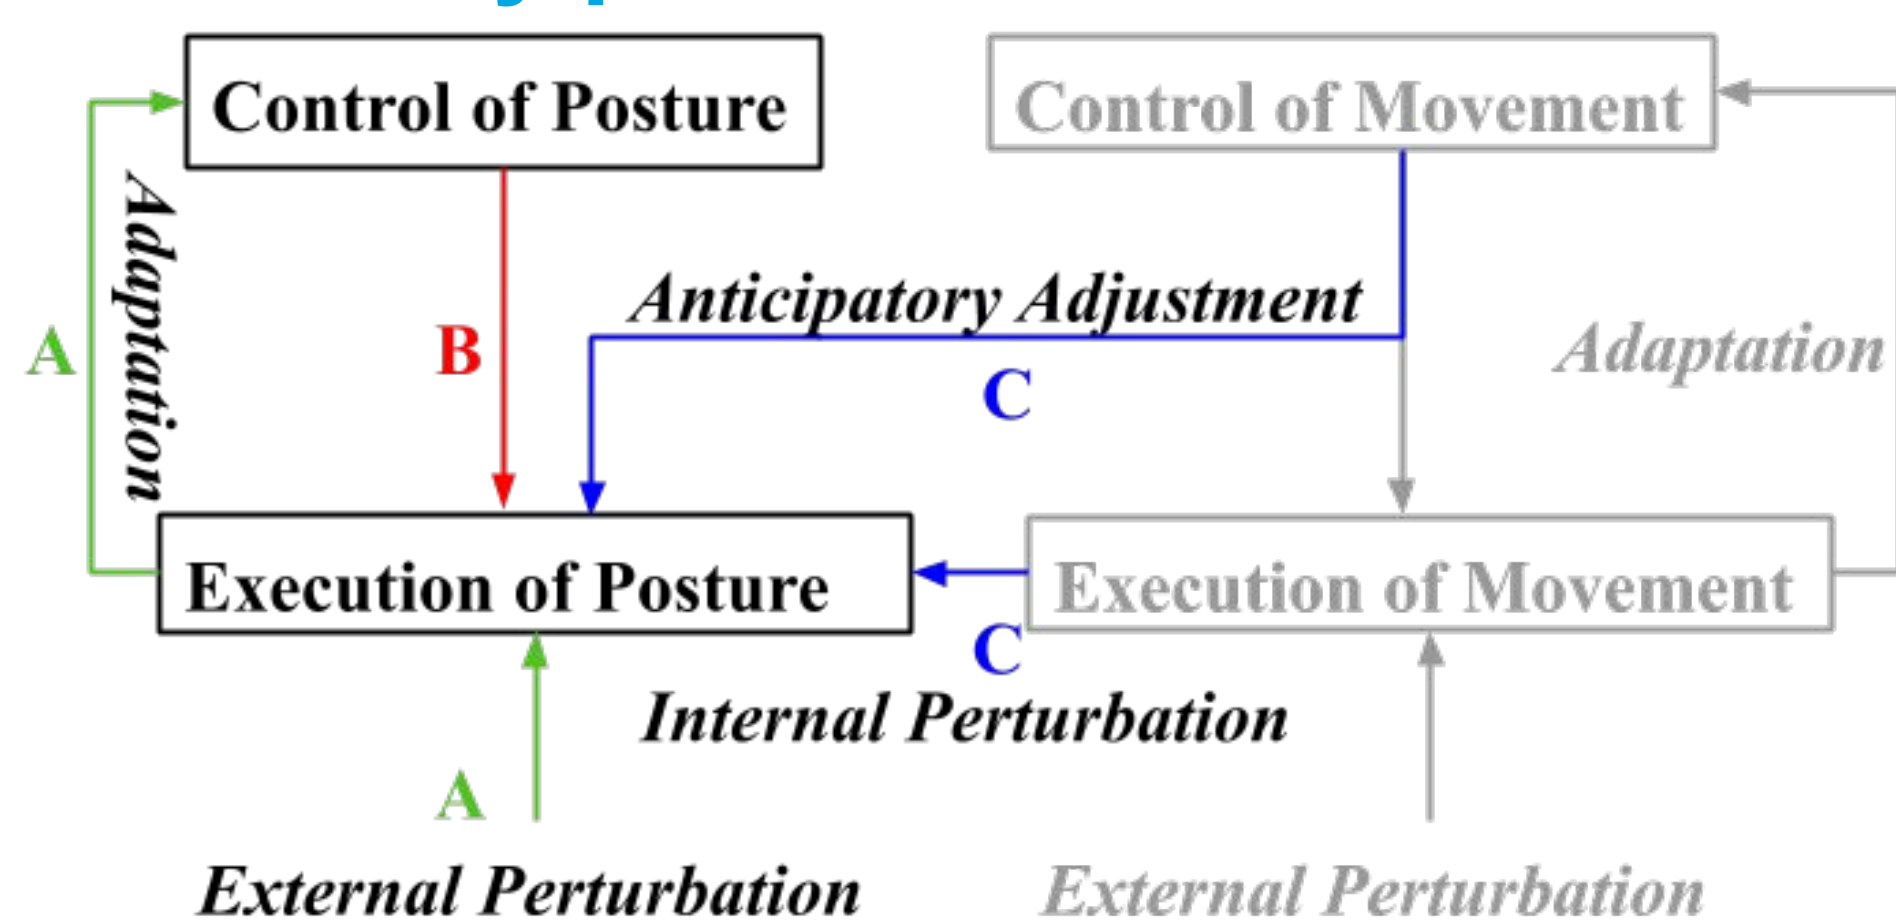 Control of Posture
Control of Movement
Adaptation
Anticipatory Adjustment
A
B
C
Adaptation
Execution of Posture
Execution of Movement
C
Internal Perturbation
A
External Perturbation
External Perturbation